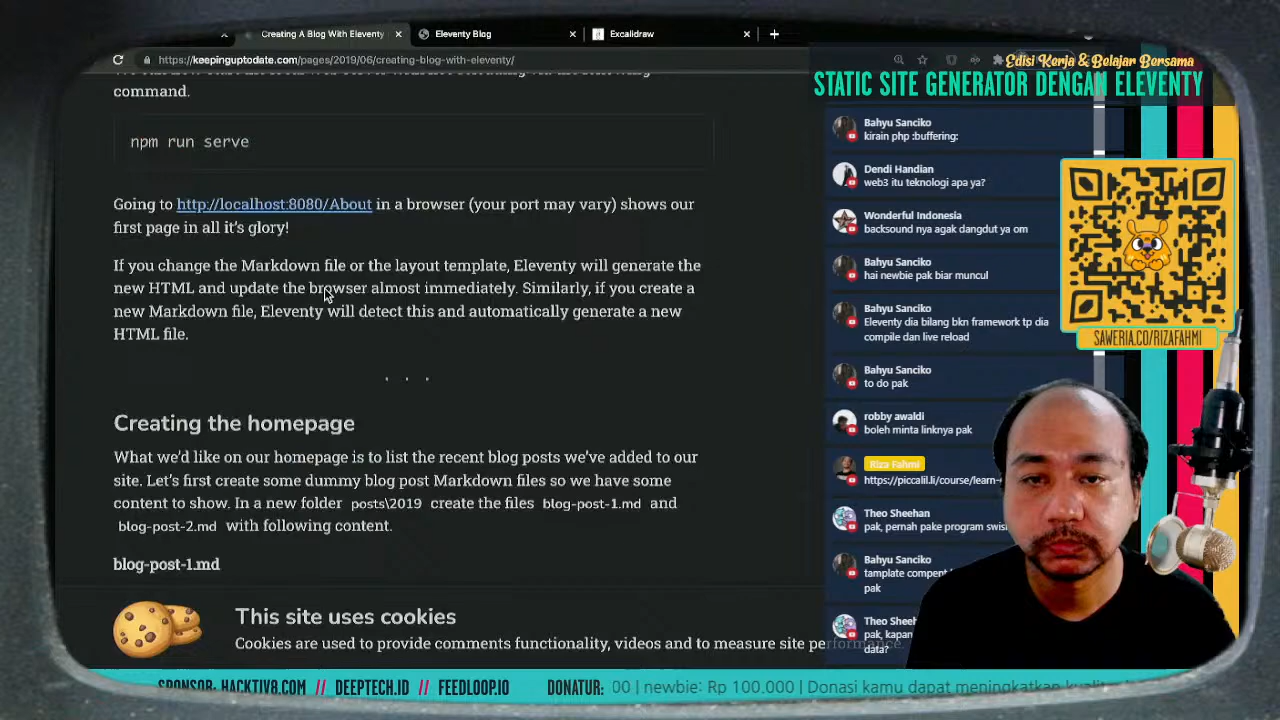 Creating A Blog With Eleventy
Eleventy Blog
Excalidraw
https://keepinguptodate.com/pages/2019/06/creating-blog-with-eleventy/
Edisi Kerja & Belajar Bersama
STATIC SITE GENERATOR DENGAN ELEVENTY
command.
npm run serve
Going to http://localhost:8080/About in a browser (your port may vary) shows our
first page in all it's glory!
If you change the Markdown file or the layout template, Eleventy will generate the
new HTML and update the browser almost immediately. Similarly, if you create a
new Markdown file, Eleventy will detect this and automatically generate a new
HTML file.
. . .
Creating the homepage
What we'd like on our homepage is to list the recent blog posts we've added to our
site. Let's first create some dummy blog post Markdown files so we have some
content to show. In a new folder posts\2019 create the files blog-post-1.md and
blog-post-2.md with following content.
blog-post-1.md
This site uses cookies
Cookies are used to provide comments functionality, videos and to measure site performance.
Bahyu Sanciko
kirain php :buffering:
Dendi Handian
web3 itu teknologi apa ya?
Wonderful Indonesia
backsound nya agak dangdut ya om
Bahyu Sanciko
hai newbie pak biar muncul
Bahyu Sanciko
Eleventy dia bilang bkn framework tp dia
compile dan live reload
Bahyu Sanciko
to do pak
robby awaldi
boleh minta linknya pak
Riza Fahmi
https://piccalil.li/course/learn-
Theo Sheehan
pak, pernah pake program swis
Bahyu Sanciko
tamplate compent
pak
Theo Shee
pak, kapan
data?
SAWERIA.CO/RIZAFAHMI
SPONSOR: HACKTIV8.COM // DEEPTECH.ID // FEEDLOOP.IO
DONATUR: 00 | newbie: Rp 100.000 | Donasi kamu dapat meningkatkan